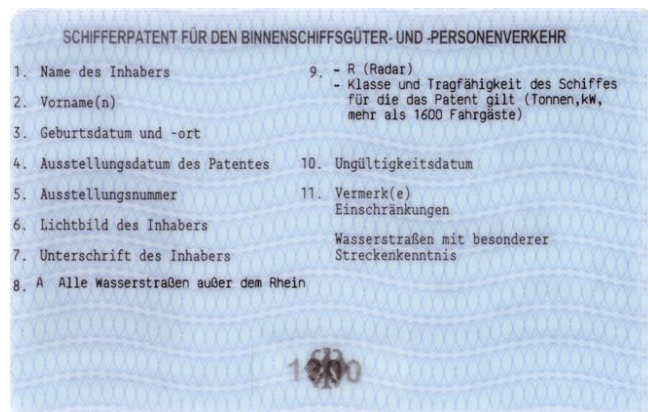 SCHIFFERPATENT FÜR DEN BINNENSCHIFFSGÜTER- UND -PERSONENVERKEHR
1. Name des Inhabers
2. Vorname(n)
3. Geburtsdatum und -ort
4. Ausstellungsdatum des Patentes
5. Ausstellungsnummer
6. Lichtbild des Inhabers
7. Unterschrift des Inhabers
8. A Alle Wasserstraßen außer dem Rhein
9. - R (Radar)
- Klasse und Tragfähigkeit des Schiffes
für die das Patent gilt (Tonnen,kW,
mehr als 1600 Fahrgäste)
10. Ungültigkeitsdatum
11. Vermerk(e)
Einschränkungen
Wasserstraßen mit besonderer
Streckenkenntnis